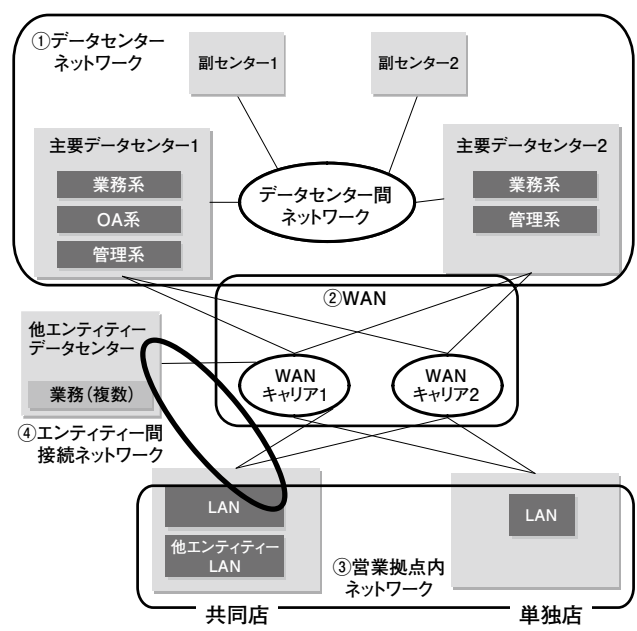 ①データセンター
ネットワーク
副センター1
副センター2
主要データセンター1
業務系
OA系
管理系
データセンター間
ネットワーク
主要データセンター2
業務系
管理系
②WAN
他エンティティー
データセンター
業務(複数)
WAN
キャリア1
WAN
キャリア2
④エンティティー間
接続ネットワーク
LAN
他エンティティー
LAN
LAN
③営業拠点内
ネットワーク
共同店
単独店